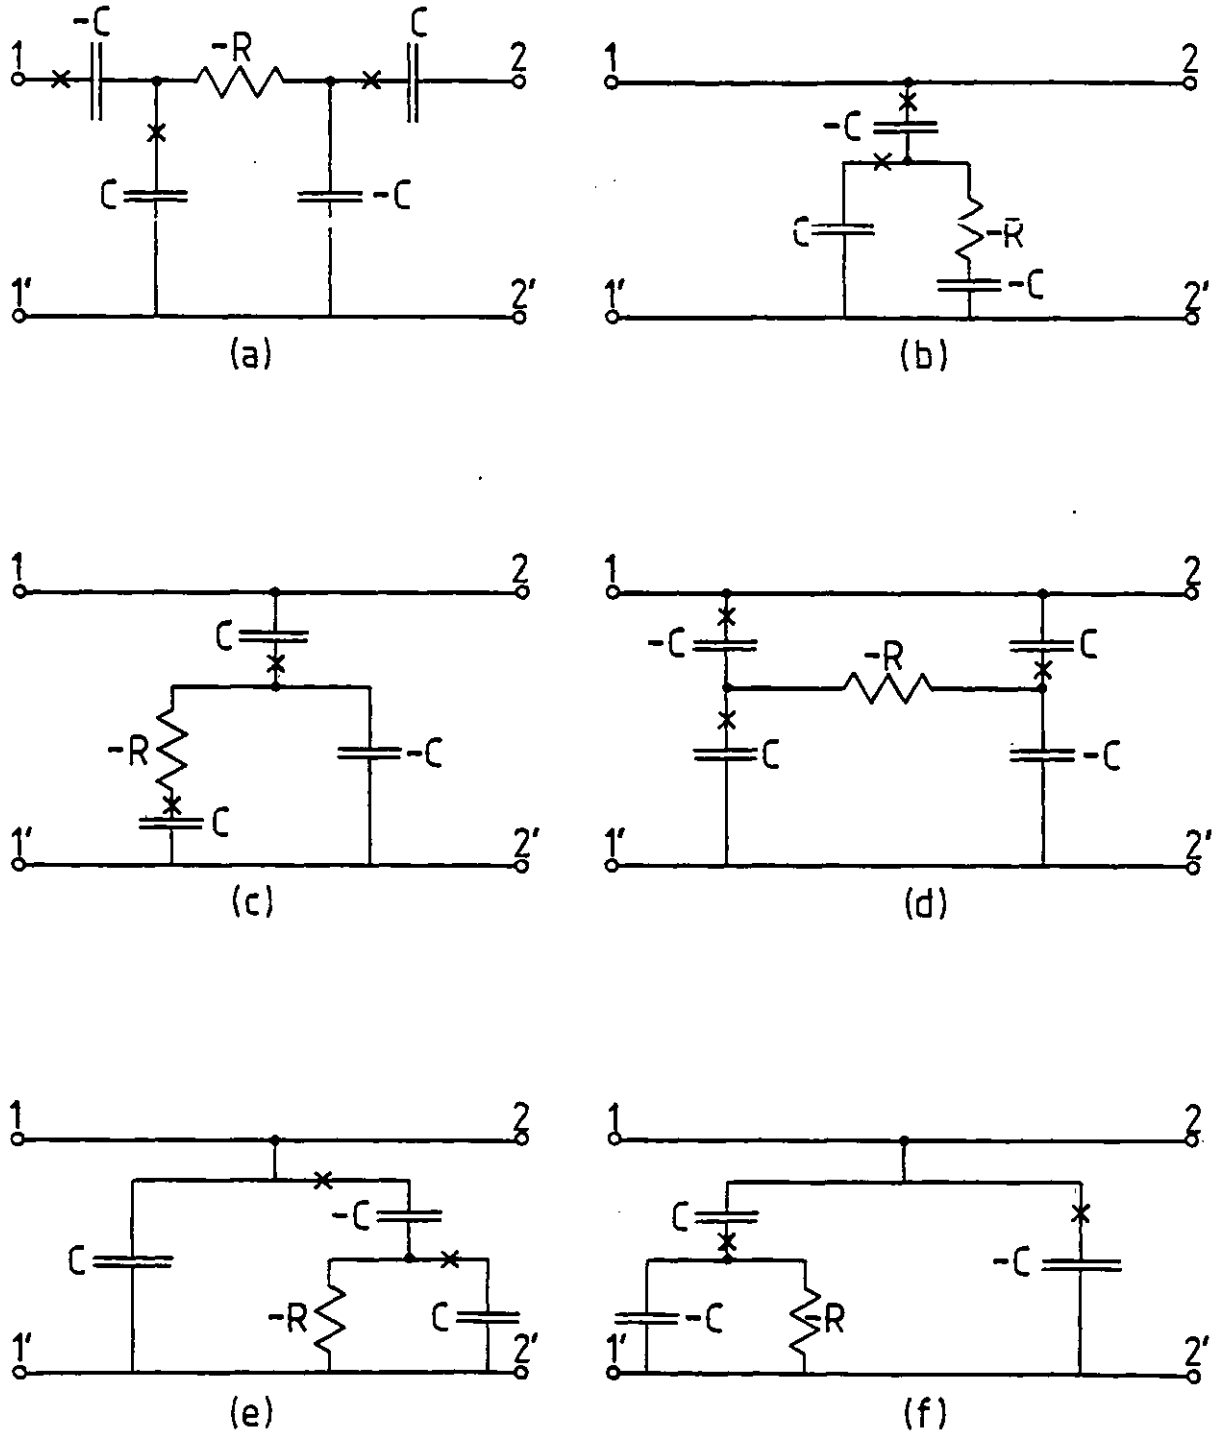 -C C
1 -R 2
C -C
1' 2'
(a)
1 2
-C
C -R̄
-C
1' 2'
(b)
1 2
C
-R -C
C
1' 2'
(c)
1 2
-C -R C
C -C
1' 2'
(d)
1 2
-C
C
-R C
1' 2'
(e)
1 2
C
-C
-C -R
1' 2'
(f)